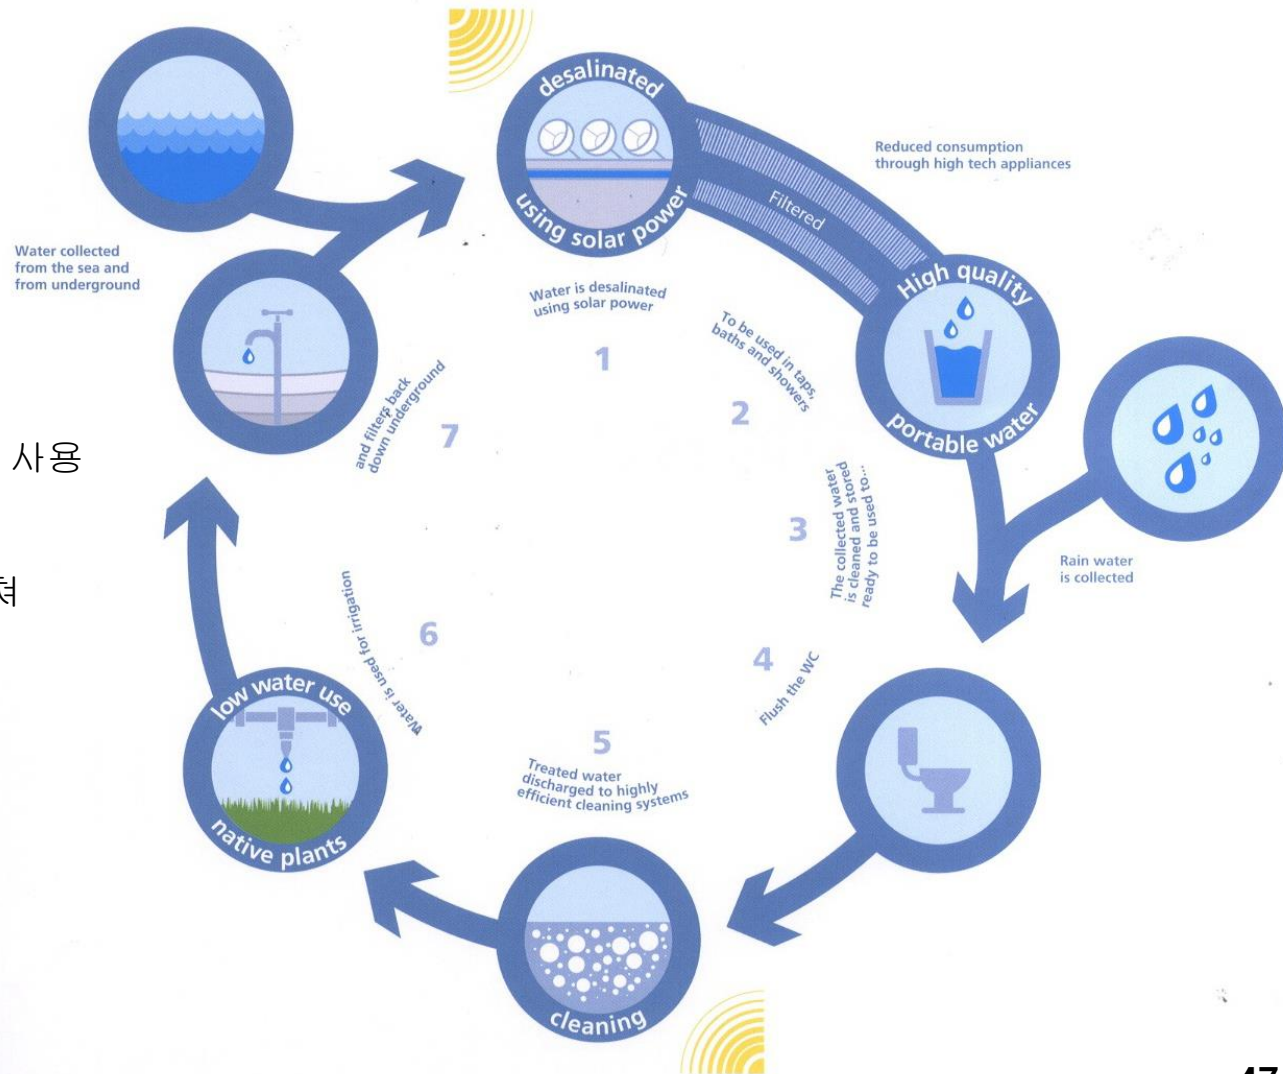 desalinated
using solar power
Filtered
Reduced consumption
through high tech appliances
High quality
portable water
Water collected
from the sea and
from underground
Water is desalinated
using solar power
1
To be used in taps,
baths and showers
2
The collected water
is cleaned and stored
ready to be used to...
3
Rain water
is collected
Flush the WC
4
5
Treated water
discharged to highly
efficient cleaning systems
cleaning
Water is used for irrigation
6
low water use
native plants
and filters back
down underground
7
사용
쳐
47